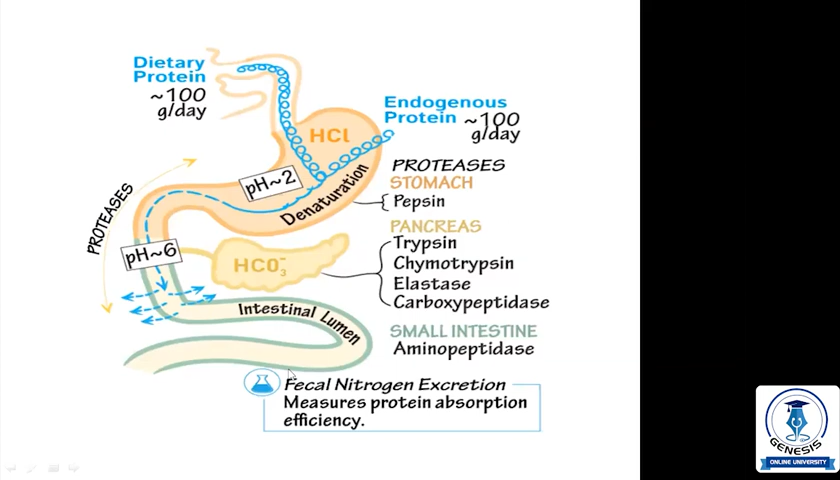 Dietary
Protein
~100
g/day
Endogenous
Protein ~100
g/day
HCl
PROTEASES
STOMACH
Pepsin
pH~2
Denaturation
PROTEASES
PANCREAS
Trypsin
Chymotrypsin
Elastase
Carboxypeptidase
pH~6
HCO₃⁻
Intestinal Lumen
SMALL INTESTINE
Aminopeptidase
Fecal Nitrogen Excretion
Measures protein absorption
efficiency.
GENESIS
ONLINE UNIVERSITY